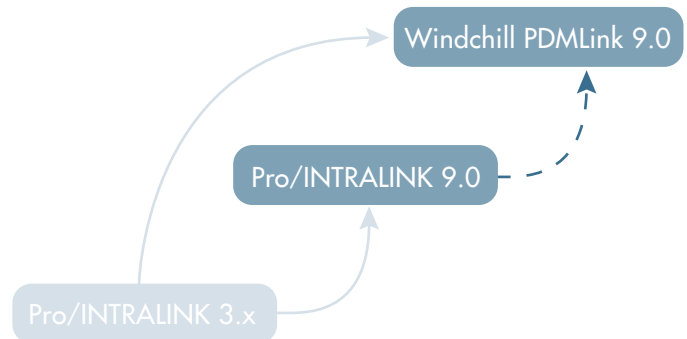 Windchill PDMLink 9.0
Pro/INTRALINK 9.0
Pro/INTRALINK 3.x